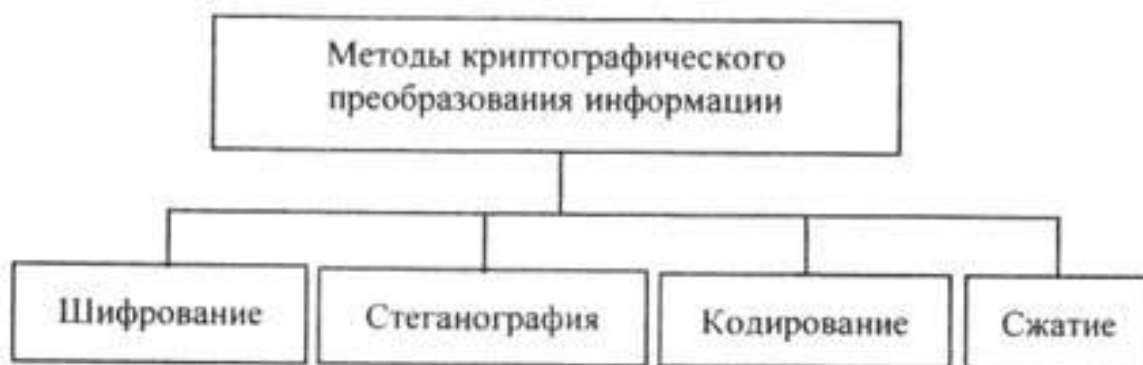 Методы криптографического
преобразования информации
Шифрование
Стеганография
Кодирование
Сжатие